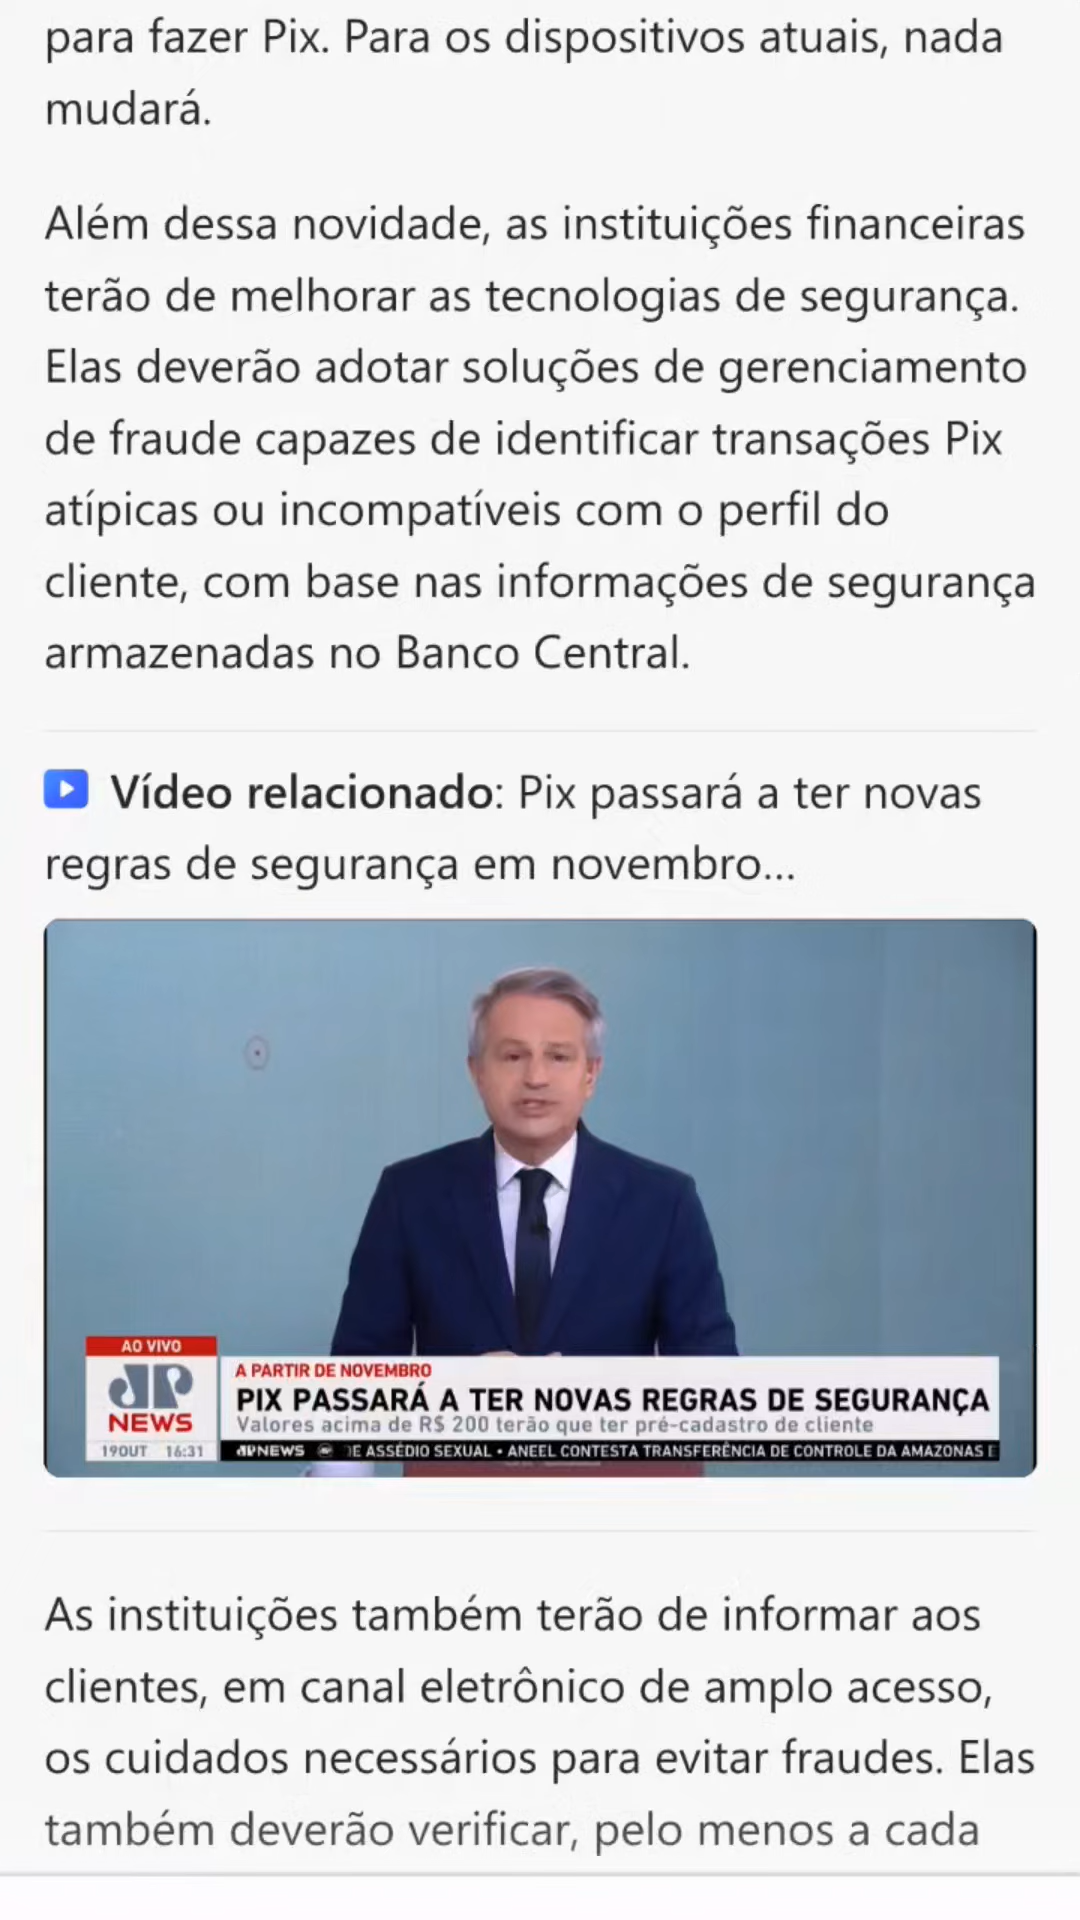 para fazer Pix. Para os dispositivos atuais, nada
mudará.
Além dessa novidade, as instituições financeiras
terão de melhorar as tecnologias de segurança.
Elas deverão adotar soluções de gerenciamento
de fraude capazes de identificar transações Pix
atípicas ou incompatíveis com o perfil do
cliente, com base nas informações de segurança
armazenadas no Banco Central.
Vídeo relacionado: Pix passará a ter novas
regras de segurança em novembro...
AO VIVO
JP
NEWS
19OUT 16:31
A PARTIR DE NOVEMBRO
PIX PASSARÁ A TER NOVAS REGRAS DE SEGURANÇA
Valores acima de R$ 200 terão que ter pré-cadastro de cliente
JPNEWS DE ASSÉDIO SEXUAL • ANEEL CONTESTA TRANSFERÊNCIA DE CONTROLE DA AMAZONAS E
As instituições também terão de informar aos
clientes, em canal eletrônico de amplo acesso,
os cuidados necessários para evitar fraudes. Elas
também deverão verificar, pelo menos a cada